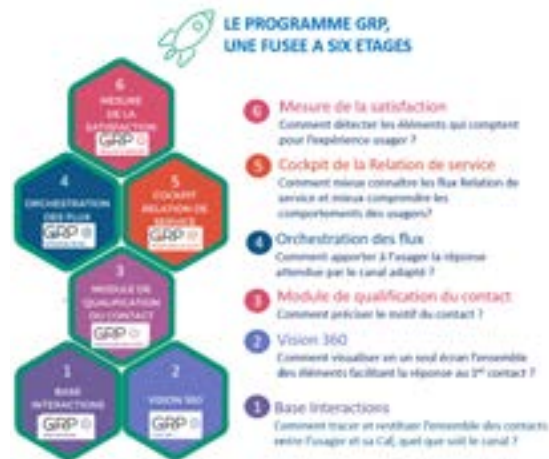 LE PROGRAMME GRP,
UNE FUSEE A SIX ETAGES
6
MESURE
DE LA
SATISFACTION
GRP
4
ORCHESTRATION
DES FLUX
GRP
5
COCKPIT
RELATION DE
SERVICE
GRP
3
MODULE DE
QUALIFICATION
DU CONTACT
GRP
1
BASE
INTERACTIONS
GRP
2
VISION 360
GRP
6 Mesure de la satisfaction
Comment détecter les éléments qui comptent
pour l'expérience usager ?
5 Cockpit de la Relation de service
Comment mieux connaître les flux Relation de
service et mieux comprendre les
comportements des usagers?
4 Orchestration des flux
Comment apporter à l'usager la réponse
attendue par le canal adapté ?
3 Module de qualification du contact
Comment préciser le motif du contact ?
2 Vision 360
Comment visualiser en un seul écran l'ensemble
des éléments facilitant la réponse au 1er contact ?
1 Base Interactions
Comment tracer et restituer l'ensemble des contacts
entre l'usager et sa Caf, quel que soit le canal ?